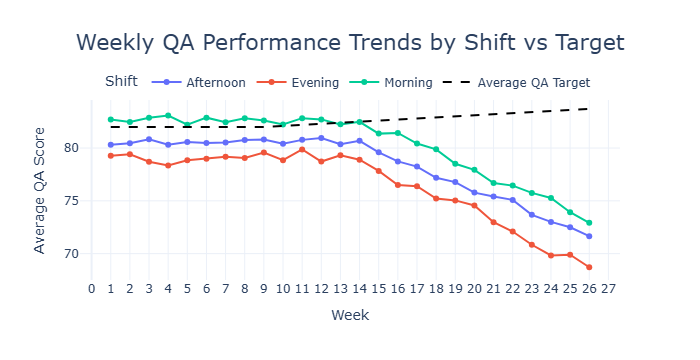 Weekly QA Performance Trends by Shift vs Target
Shift Afternoon Evening Morning Average QA Target
Average QA Score
80
75
70
0 1 2 3 4 5 6 7 8 9 10 11 12 13 14 15 16 17 18 19 20 21 22 23 24 25 26 27
Week